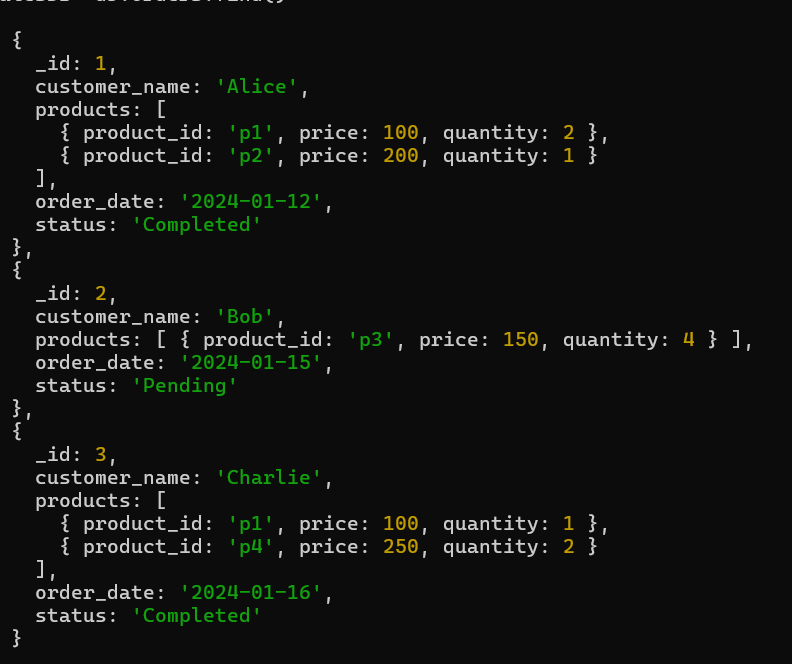 {
  _id: 1,
  customer_name: 'Alice',
  products: [
    { product_id: 'p1', price: 100, quantity: 2 },
    { product_id: 'p2', price: 200, quantity: 1 }
  ],
  order_date: '2024-01-12',
  status: 'Completed'
},
{
  _id: 2,
  customer_name: 'Bob',
  products: [ { product_id: 'p3', price: 150, quantity: 4 } ],
  order_date: '2024-01-15',
  status: 'Pending'
},
{
  _id: 3,
  customer_name: 'Charlie',
  products: [
    { product_id: 'p1', price: 100, quantity: 1 },
    { product_id: 'p4', price: 250, quantity: 2 }
  ],
  order_date: '2024-01-16',
  status: 'Completed'
}